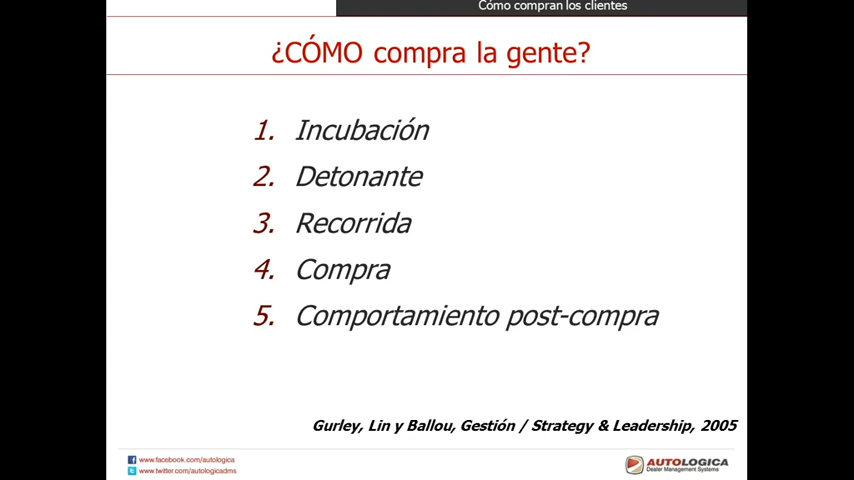 Cómo compran los clientes
¿CÓMO compra la gente?
1. Incubación
2. Detonante
3. Recorrida
4. Compra
5. Comportamiento post-compra
Gurley, Lin y Ballou, Gestión / Strategy & Leadership, 2005
www.facebook.com/autologica
www.twitter.com/autologicadms
AUTOLOGICA
Dealer Management Systems